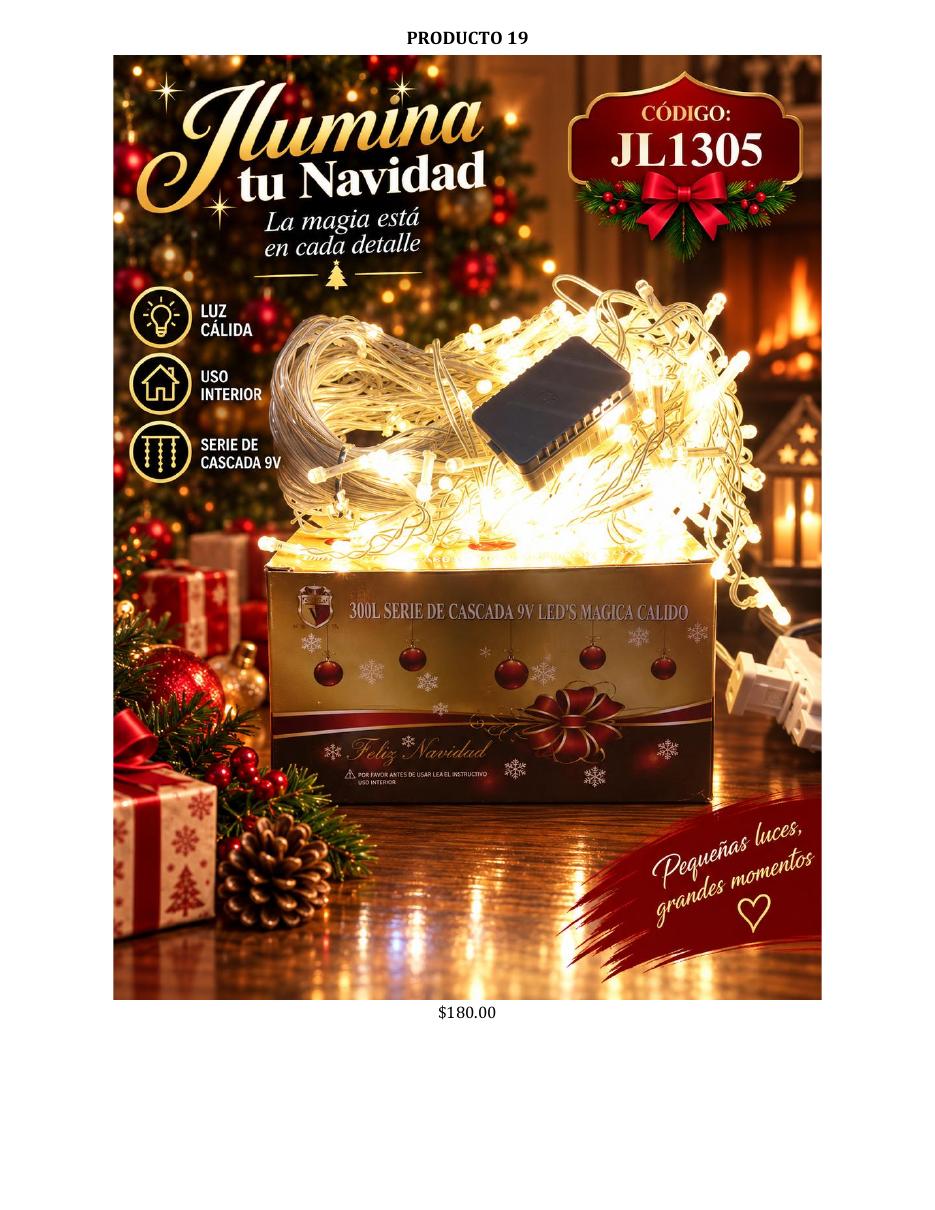 PRODUCTO 19
Ilumina
tu Navidad
La magia está
en cada detalle
CÓDIGO:
JL1305
LUZ
CÁLIDA
USO
INTERIOR
SERIE DE
CASCADA 9V
300L SERIE DE CASCADA 9V LED'S MAGICA CALIDO
Feliz Navidad
POR FAVOR ANTES DE USAR LEA EL INSTRUCTIVO
USO INTERIOR
Pequeñas luces,
grandes momentos
$180.00